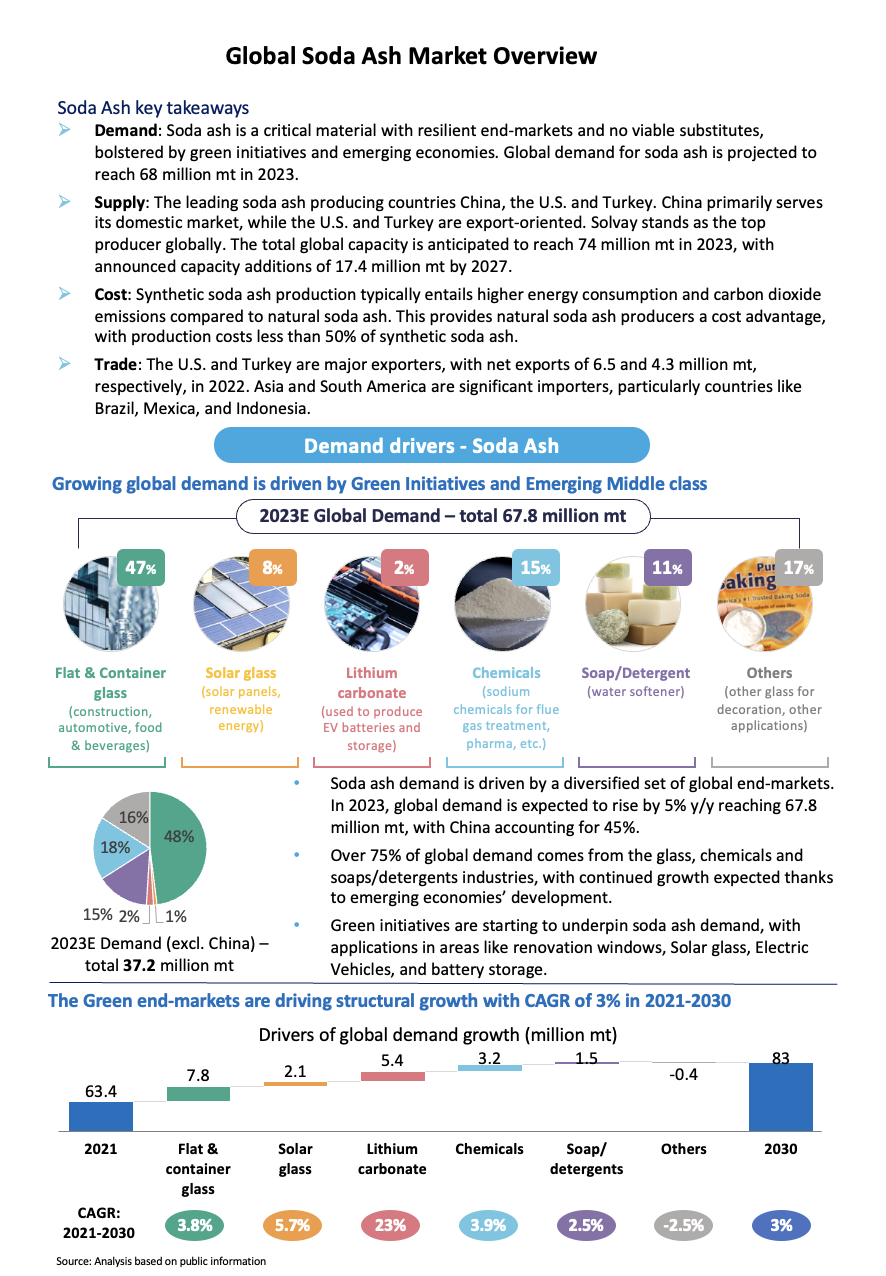 Global Soda Ash Market Overview
Soda Ash key takeaways
Demand: Soda ash is a critical material with resilient end-markets and no viable substitutes,
bolstered by green initiatives and emerging economies. Global demand for soda ash is projected to
reach 68 million mt in 2023.
Supply: The leading soda ash producing countries China, the U.S. and Turkey. China primarily serves
its domestic market, while the U.S. and Turkey are export-oriented. Solvay stands as the top
producer globally. The total global capacity is anticipated to reach 74 million mt in 2023, with
announced capacity additions of 17.4 million mt by 2027.
Cost: Synthetic soda ash production typically entails higher energy consumption and carbon dioxide
emissions compared to natural soda ash. This provides natural soda ash producers a cost advantage,
with production costs less than 50% of synthetic soda ash.
Trade: The U.S. and Turkey are major exporters, with net exports of 6.5 and 4.3 million mt,
respectively, in 2022. Asia and South America are significant importers, particularly countries like
Brazil, Mexica, and Indonesia.
Demand drivers - Soda Ash
Growing global demand is driven by Green Initiatives and Emerging Middle class
2023E Global Demand – total 67.8 million mt
47%
8%
2%
15%
11%
17%
Flat & Container
glass
(construction,
automotive, food
& beverages)
Solar glass
(solar panels,
renewable
energy)
Lithium
carbonate
(used to produce
EV batteries and
storage)
Chemicals
(sodium
chemicals for flue
gas treatment,
pharma, etc.)
Soap/Detergent
(water softener)
Others
(other glass for
decoration, other
applications)
16%
48%
18%
15%
2%
1%
2023E Demand (excl. China) –
total 37.2 million mt
Soda ash demand is driven by a diversified set of global end-markets.
In 2023, global demand is expected to rise by 5% y/y reaching 67.8
million mt, with China accounting for 45%.
Over 75% of global demand comes from the glass, chemicals and
soaps/detergents industries, with continued growth expected thanks
to emerging economies’ development.
Green initiatives are starting to underpin soda ash demand, with
applications in areas like renovation windows, Solar glass, Electric
Vehicles, and battery storage.
The Green end-markets are driving structural growth with CAGR of 3% in 2021-2030
Drivers of global demand growth (million mt)
63.4
7.8
2.1
5.4
3.2
1.5
-0.4
83
2021
Flat &
container
glass
Solar
glass
Lithium
carbonate
Chemicals
Soap/
detergents
Others
2030
CAGR:
2021-2030
3.8%
5.7%
23%
3.9%
2.5%
-2.5%
3%
Source: Analysis based on public information